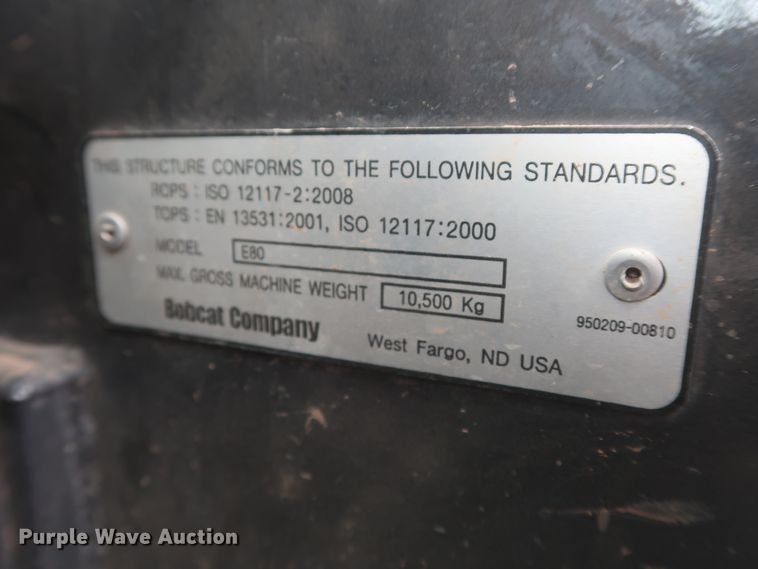 THIS STRUCTURE CONFORMS TO THE FOLLOWING STANDARDS.
ROPS : ISO 12117-2:2008
TOPS : EN 13531:2001, ISO 12117:2000
MODEL E80
MAX. GROSS MACHINE WEIGHT 10,500 Kg
950209-00810
Bobcat Company West Fargo, ND USA
Purple Wave Auction®